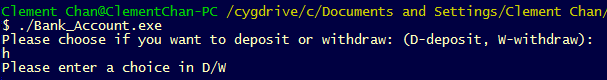 Clement Chan@ClementChan-PC /cygdrive/c/Documents and Settings/Clement Chan/
$ ./Bank_Account.exe
Please choose if you want to deposit or withdraw: (D-deposit, W-withdraw):
h
Please enter a choice in D/W